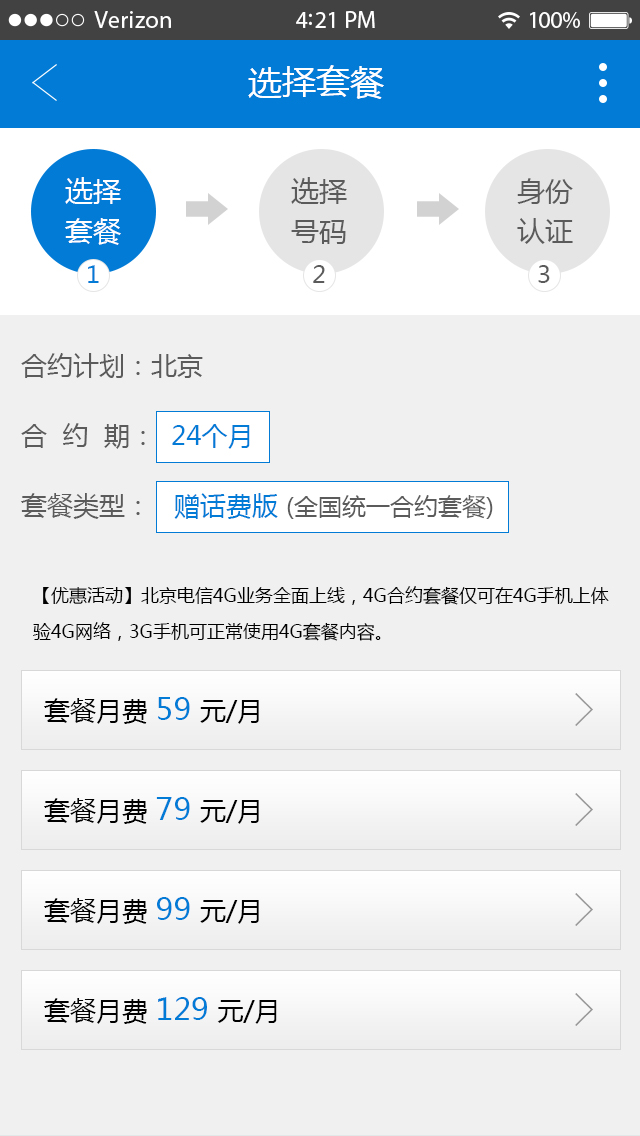 Verizon 4:21 PM 100%
选择套餐
选择 选择 身份
套餐 号码 认证
1 2 3
合约计划：北京
合 约 期： 24个月
套餐类型： 赠话费版 (全国统一合约套餐)
【优惠活动】北京电信4G业务全面上线，4G合约套餐仅可在4G手机上体
验4G网络，3G手机可正常使用4G套餐内容。
套餐月费 59 元/月
套餐月费 79 元/月
套餐月费 99 元/月
套餐月费 129 元/月